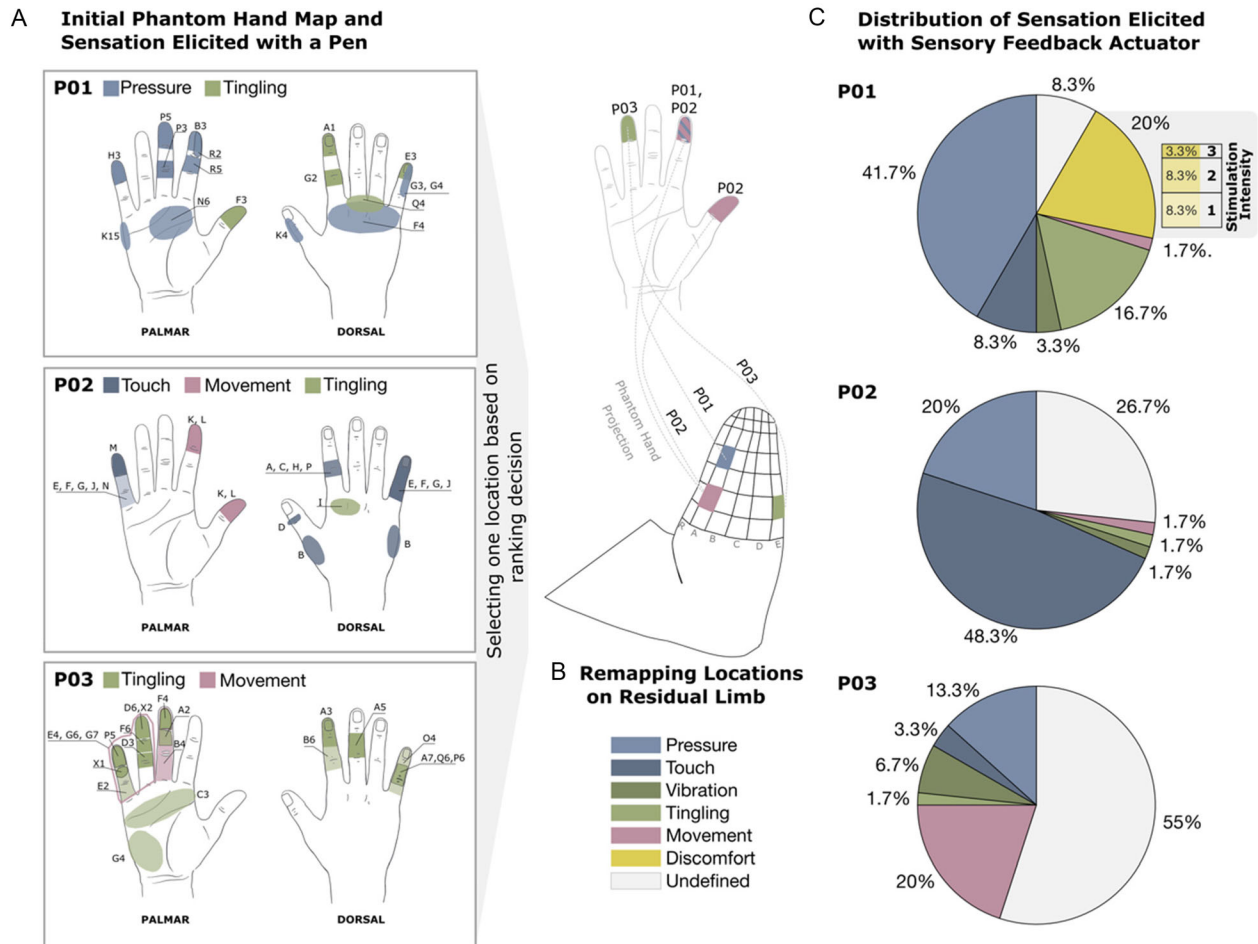 A
Initial Phantom Hand Map and
Sensation Elicited with a Pen
P01 Pressure Tingling
P5
P3
B3
R2
R5
H3
N6
F3
K15
PALMAR
A1
G2
E3
G3, G4
Q4
F4
K4
DORSAL
P02 Touch Movement Tingling
K, L
M
E, F, G, J, N
K, L
PALMAR
A, C, H, P
E, F, G, J
I
D
B
B
DORSAL
P03 Tingling Movement
D6,X2
F4
A2
E4, G6, G7
P5
F6
D3
B4
X1
E2
C3
G4
PALMAR
A3
A5
B6
O4
A7,Q6,P6
DORSAL
Selecting one location based on
ranking decision
P03
P01,
P02
P02
P03
P01
P02
Phantom Hand
Projection
A
B
C
D
E
B
Remapping Locations
on Residual Limb
Pressure
Touch
Vibration
Tingling
Movement
Discomfort
Undefined
C
Distribution of Sensation Elicited
with Sensory Feedback Actuator
P01
8.3%
20%
41.7%
3.3% 3
8.3% 2
8.3% 1
Stimulation
Intensity
1.7%.
16.7%
8.3%
3.3%
P02
20%
26.7%
1.7%
1.7%
1.7%
48.3%
P03
13.3%
3.3%
6.7%
1.7%
55%
20%